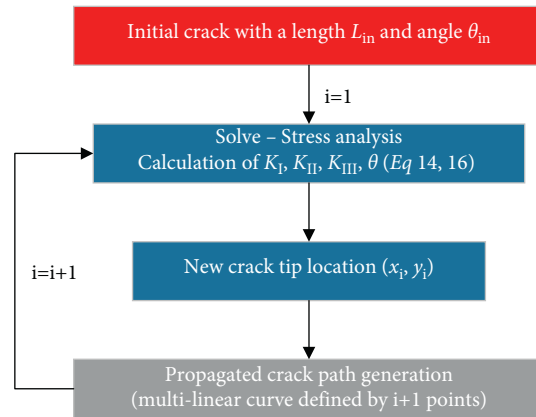 Initial crack with a length L_in and angle θ_in
i=1
Solve – Stress analysis
Calculation of K_I, K_II, K_III, θ (Eq 14, 16)
New crack tip location (x_i, y_i)
i=i+1
Propagated crack path generation
(multi-linear curve defined by i+1 points)